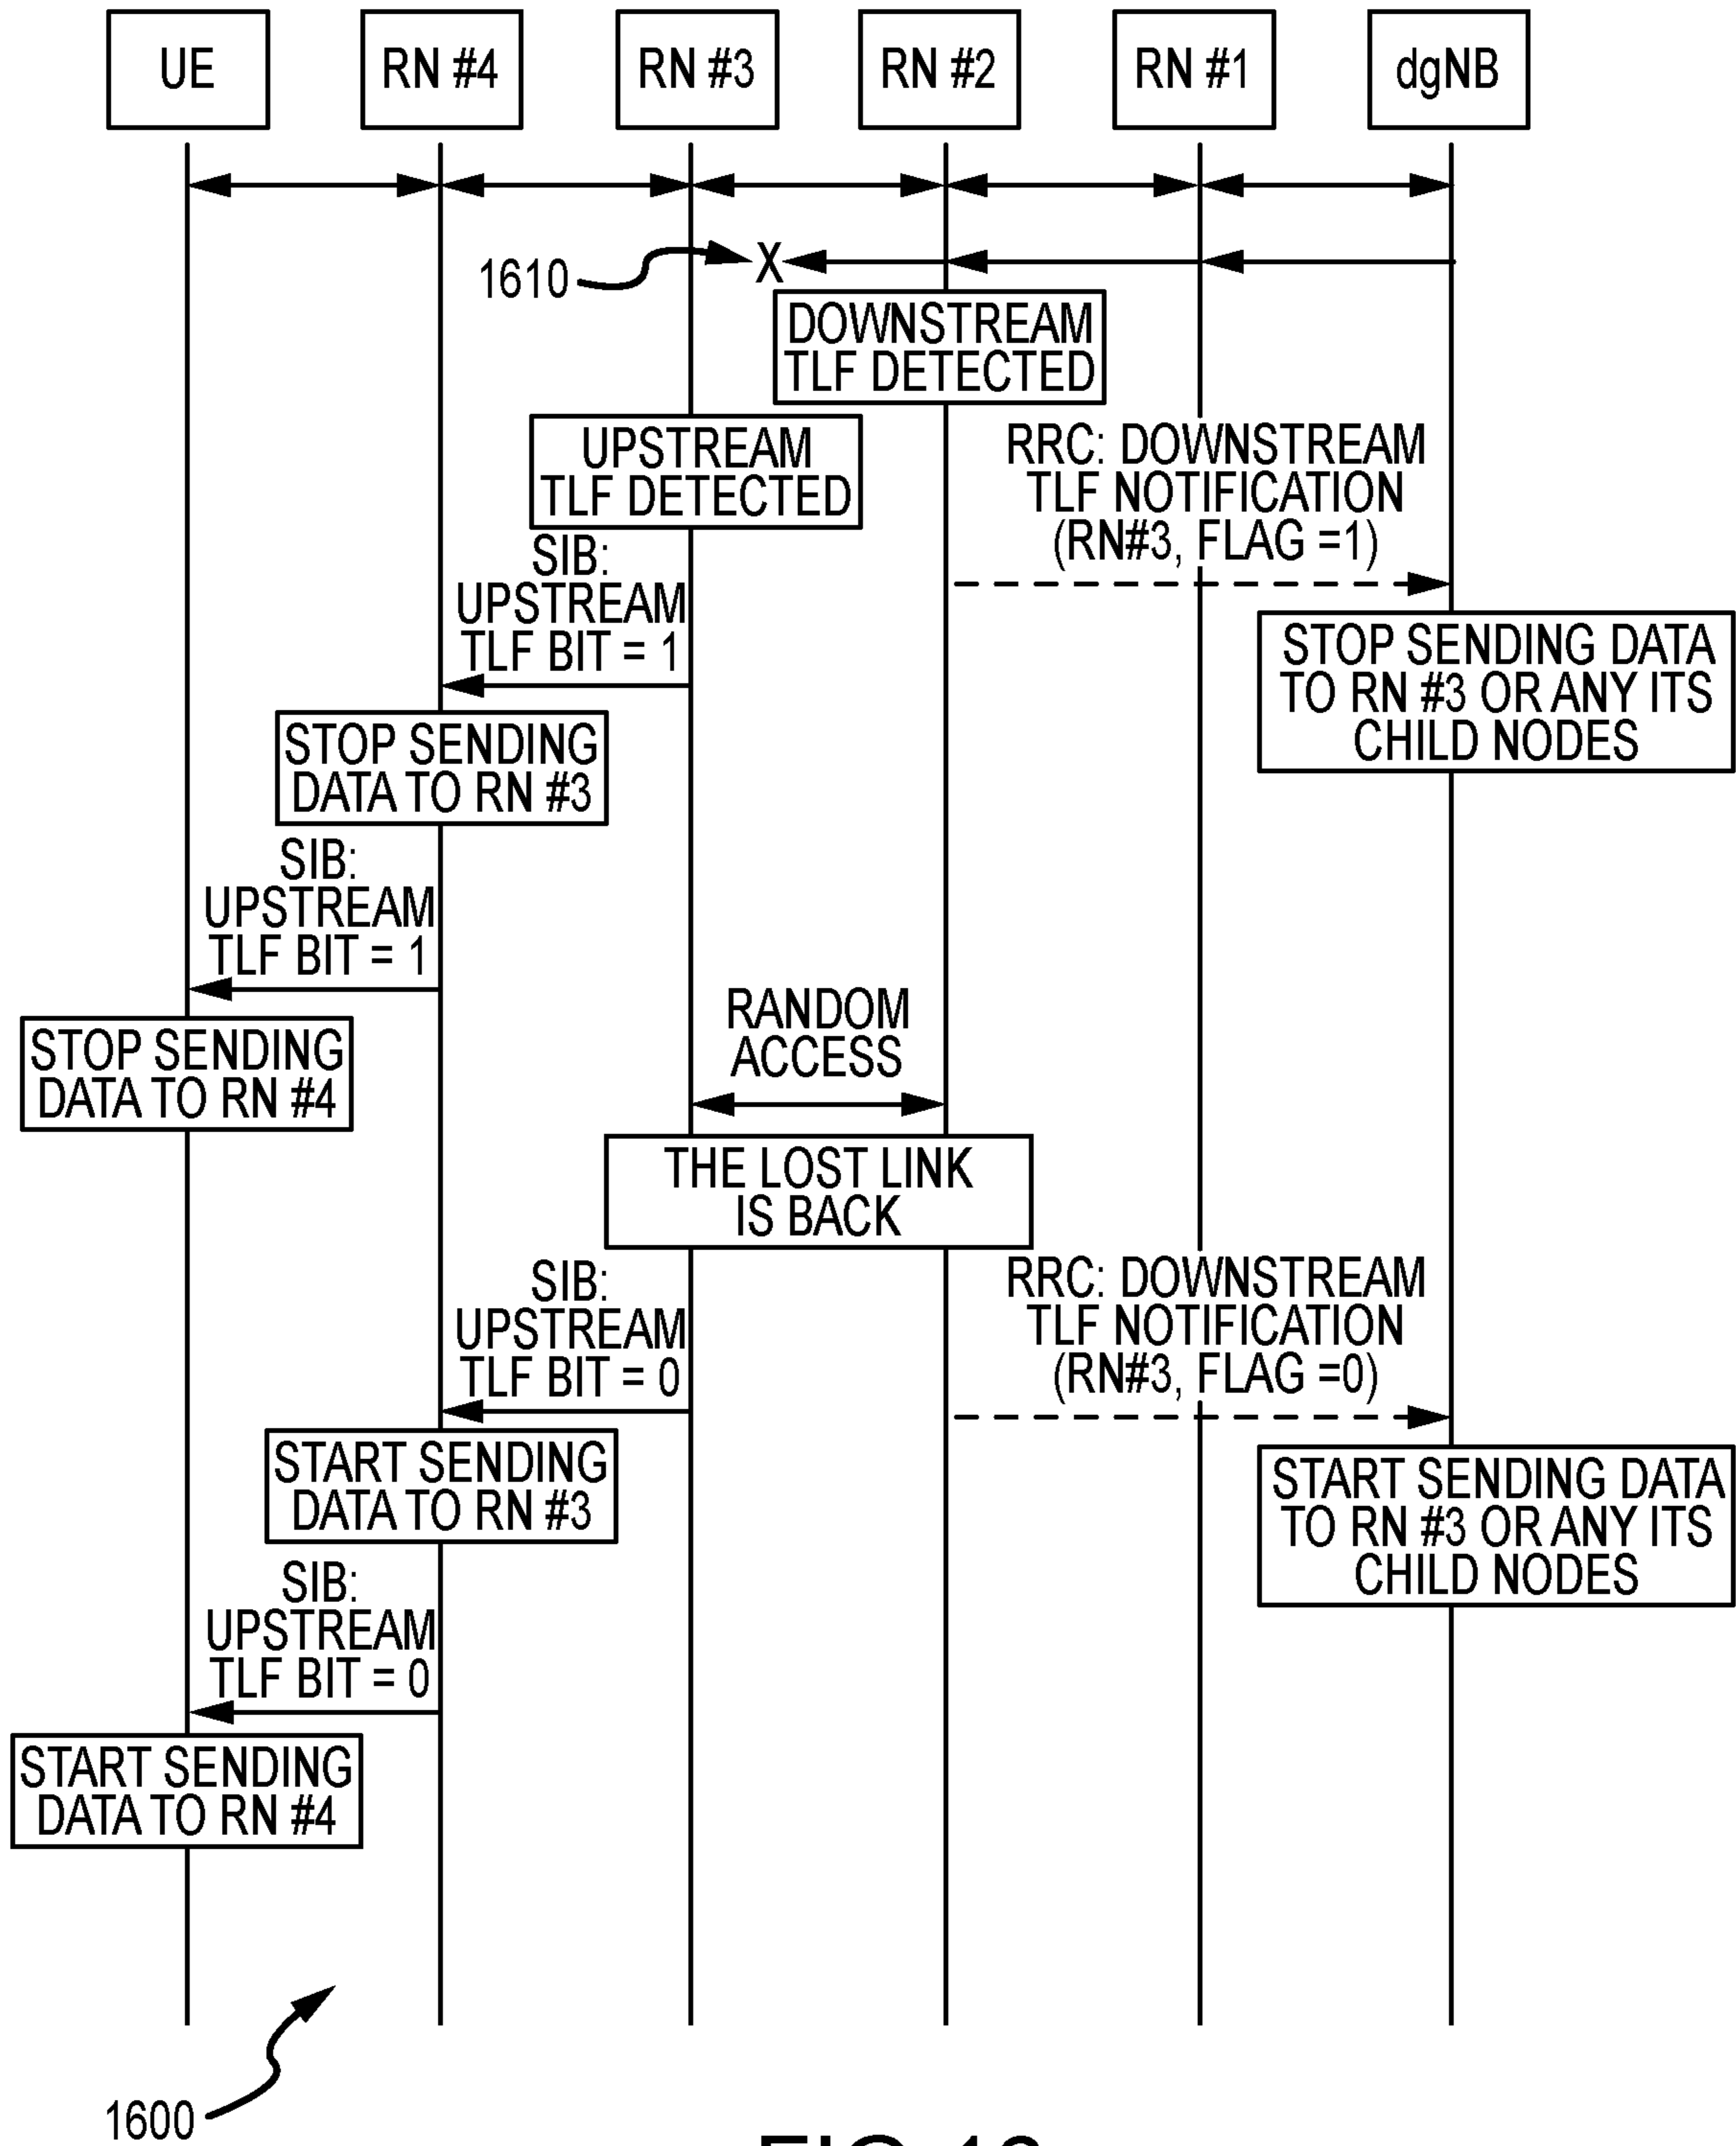 UE
RN #4
RN #3
RN #2
RN #1
dgNB
1610
X
DOWNSTREAM
TLF DETECTED
UPSTREAM
TLF DETECTED
RRC: DOWNSTREAM
TLF NOTIFICATION
(RN#3, FLAG =1)
SIB:
UPSTREAM
TLF BIT = 1
STOP SENDING DATA
TO RN #3 OR ANY ITS
CHILD NODES
STOP SENDING
DATA TO RN #3
SIB:
UPSTREAM
TLF BIT = 1
STOP SENDING
DATA TO RN #4
RANDOM
ACCESS
THE LOST LINK
IS BACK
SIB:
UPSTREAM
TLF BIT = 0
RRC: DOWNSTREAM
TLF NOTIFICATION
(RN#3, FLAG =0)
START SENDING
DATA TO RN #3
START SENDING DATA
TO RN #3 OR ANY ITS
CHILD NODES
SIB:
UPSTREAM
TLF BIT = 0
START SENDING
DATA TO RN #4
1600